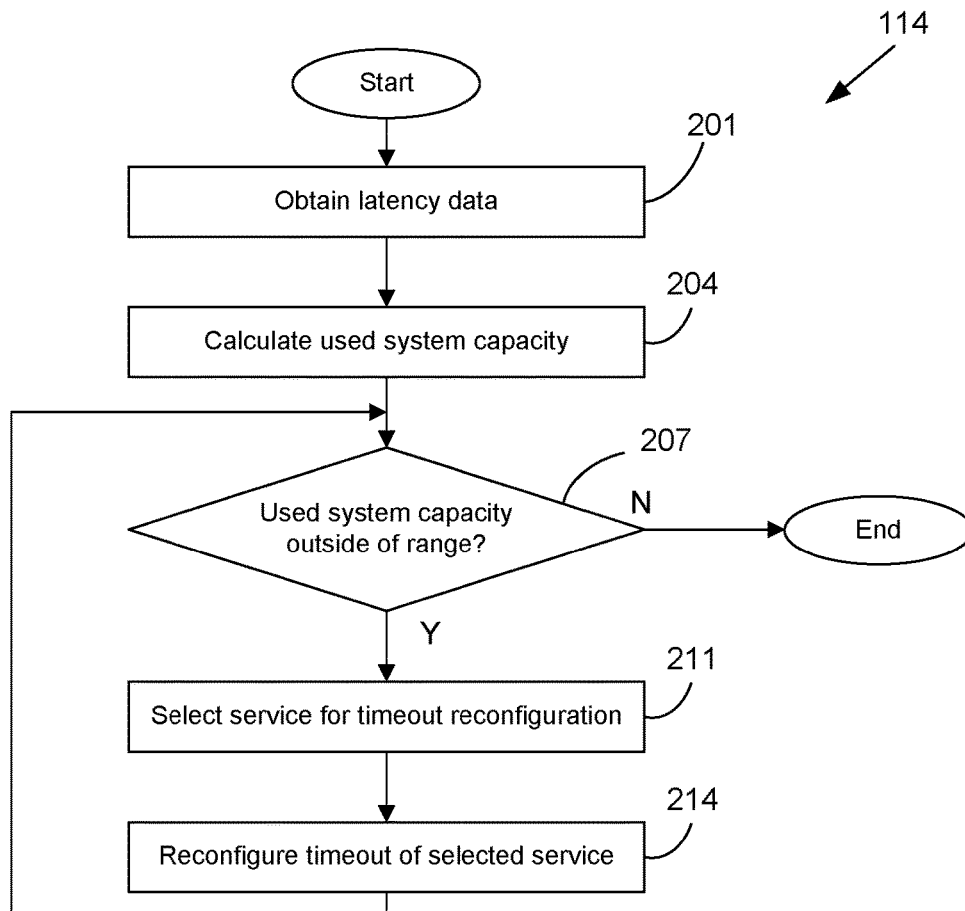 114
Start
201
Obtain latency data
204
Calculate used system capacity
207
Used system capacity
outside of range?
N
End
Y
211
Select service for timeout reconfiguration
214
Reconfigure timeout of selected service